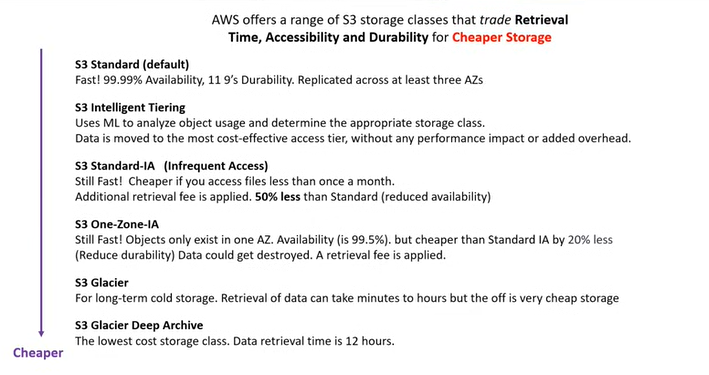 AWS offers a range of S3 storage classes that trade Retrieval
Time, Accessibility and Durability for Cheaper Storage
S3 Standard (default)
Fast! 99.99% Availability, 11 9's Durability. Replicated across at least three AZs
S3 Intelligent Tiering
Uses ML to analyze object usage and determine the appropriate storage class.
Data is moved to the most cost-effective access tier, without any performance impact or added overhead.
S3 Standard-IA (Infrequent Access)
Still Fast! Cheaper if you access files less than once a month.
Additional retrieval fee is applied. 50% less than Standard (reduced availability)
S3 One-Zone-IA
Still Fast! Objects only exist in one AZ. Availability (is 99.5%). but cheaper than Standard IA by 20% less
(Reduce durability) Data could get destroyed. A retrieval fee is applied.
S3 Glacier
For long-term cold storage. Retrieval of data can take minutes to hours but the off is very cheap storage
S3 Glacier Deep Archive
The lowest cost storage class. Data retrieval time is 12 hours.
Cheaper